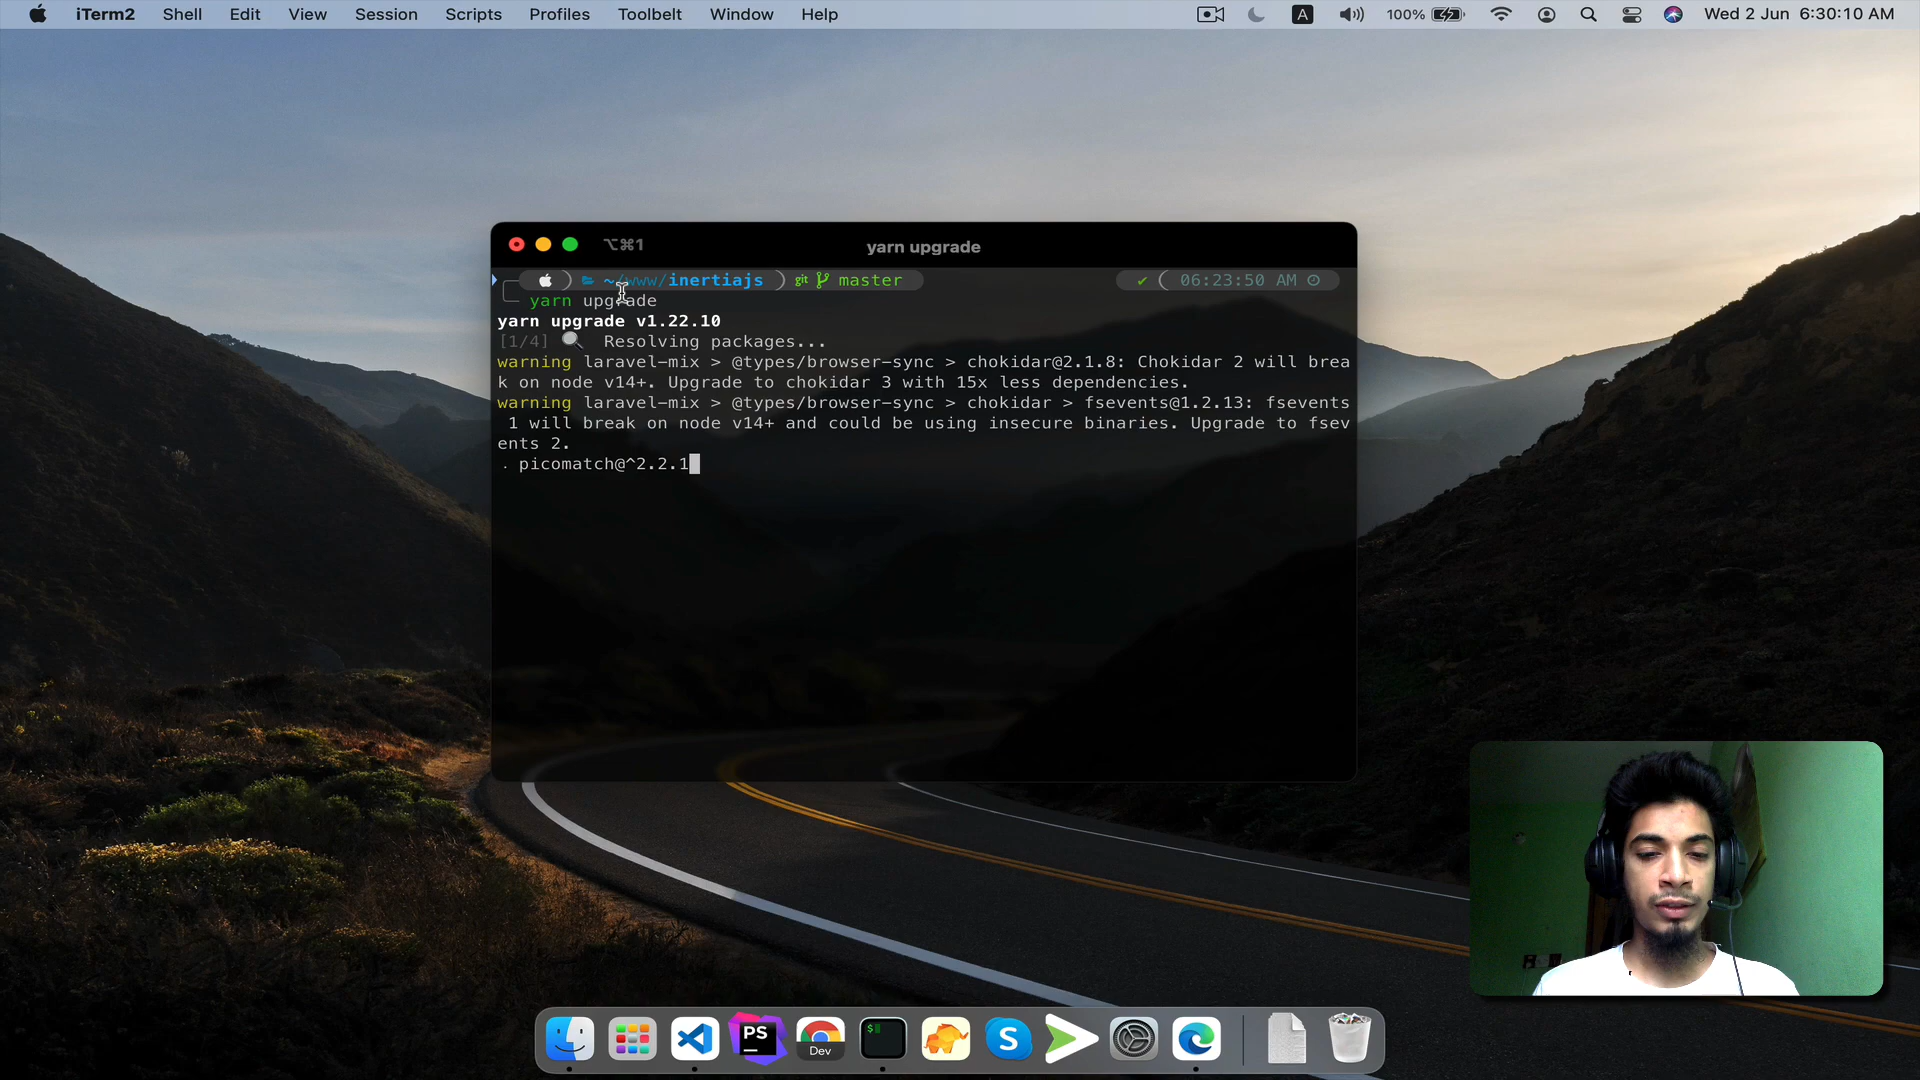 iTerm2 Shell Edit View Session Scripts Profiles Toolbelt Window Help A 100% Wed 2 Jun 6:30:10 AM
⌥⌘1 yarn upgrade
~/www/inertiajs git master ✔ 06:23:50 AM
yarn upgrade
yarn upgrade v1.22.10
[1/4] 🔍 Resolving packages...
warning laravel-mix > @types/browser-sync > chokidar@2.1.8: Chokidar 2 will brea
k on node v14+. Upgrade to chokidar 3 with 15x less dependencies.
warning laravel-mix > @types/browser-sync > chokidar > fsevents@1.2.13: fsevents
1 will break on node v14+ and could be using insecure binaries. Upgrade to fsev
ents 2.
. picomatch@^2.2.1
PS Dev $ S